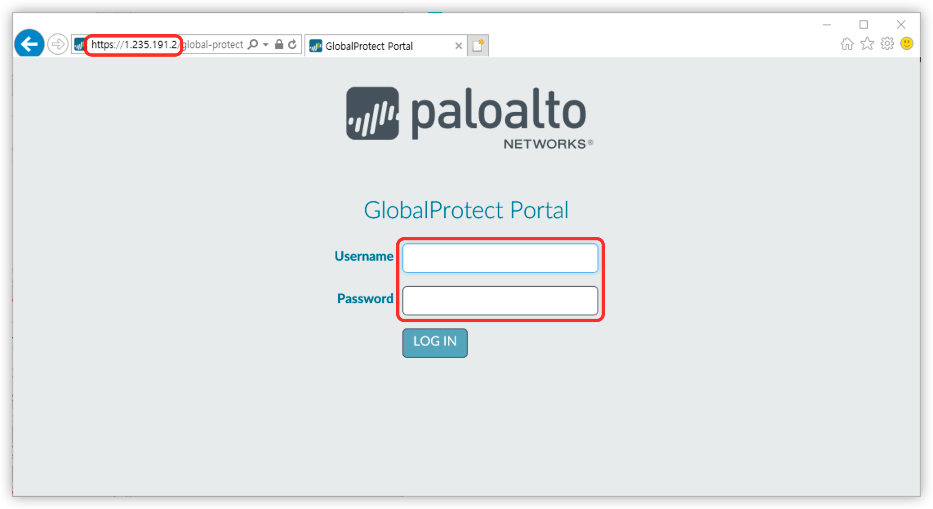 https://1.235.191.2/global-protect
GlobalProtect Portal
paloalto
NETWORKS®
GlobalProtect Portal
Username
Password
LOG IN